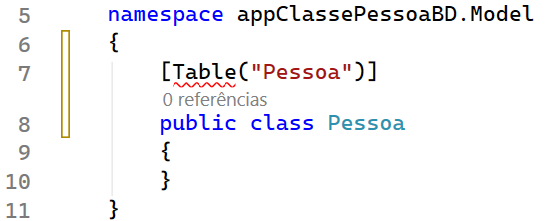 5 namespace appClassePessoaBD.Model
6 {
7 [Table("Pessoa")]
0 referências
8 public class Pessoa
9 {
10 }
11 }